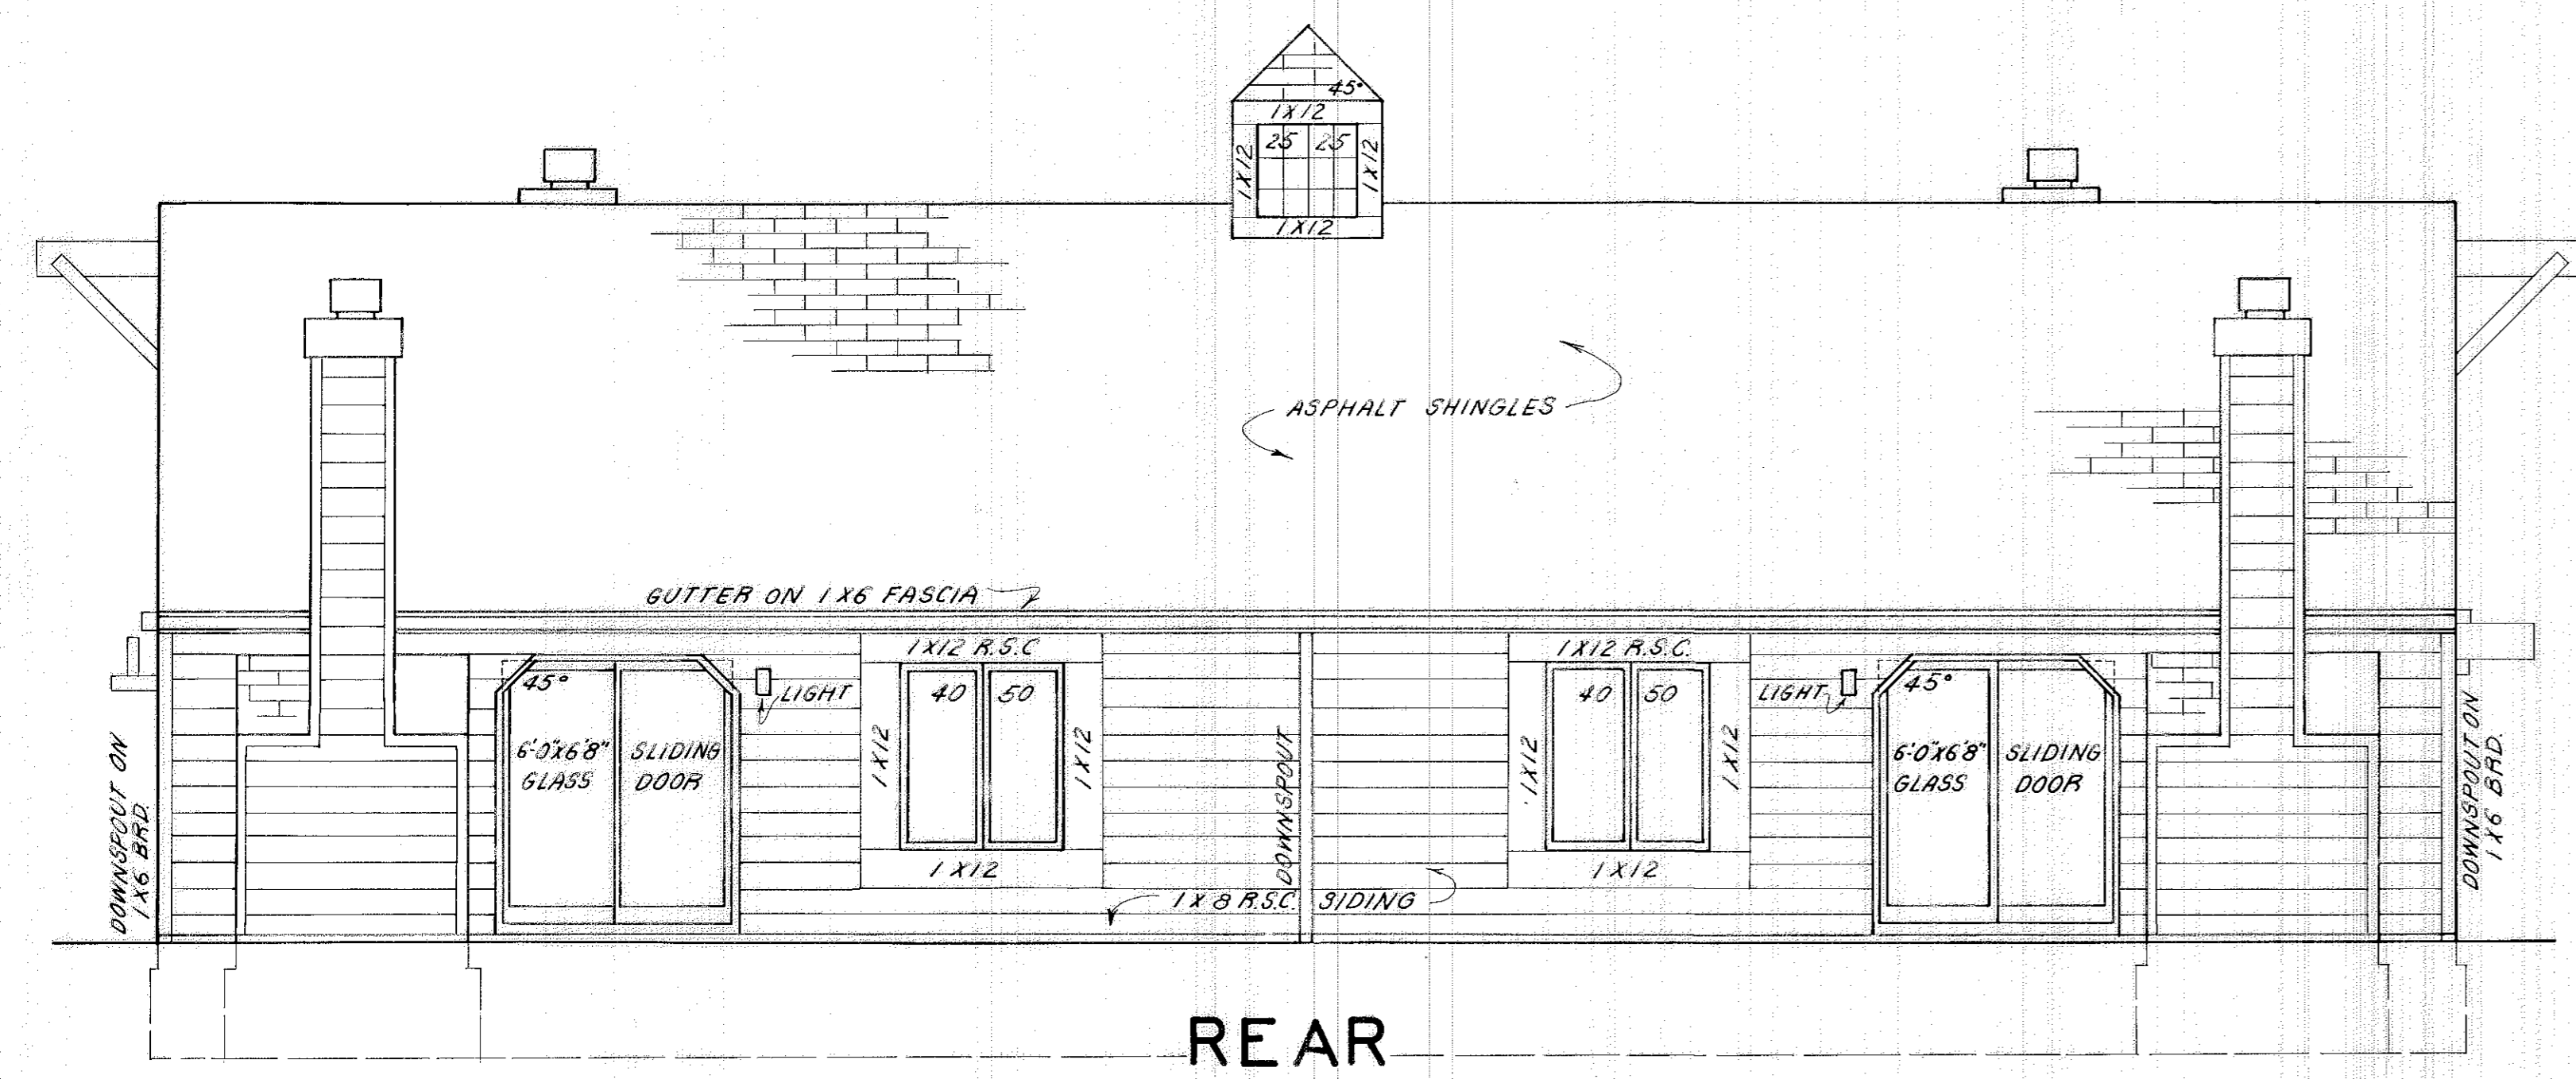 45°
1X12
1X12
25 25
1X12
1X12
ASPHALT SHINGLES
GUTTER ON 1X6 FASCIA
1X12 R.S.C
1X12 R.S.C.
45°
LIGHT
40 50
40 50
LIGHT
45°
DOWNSPOUT ON
1X6 BRD.
6'-0"X6'8" SLIDING
GLASS DOOR
1X12
1X12
DOWNSPOUT
1X12
1X12
6'-0"X6'8" SLIDING
GLASS DOOR
DOWNSPOUT ON
1X6 BRD.
1X12
1X12
1X8 R.S.C. SIDING
REAR